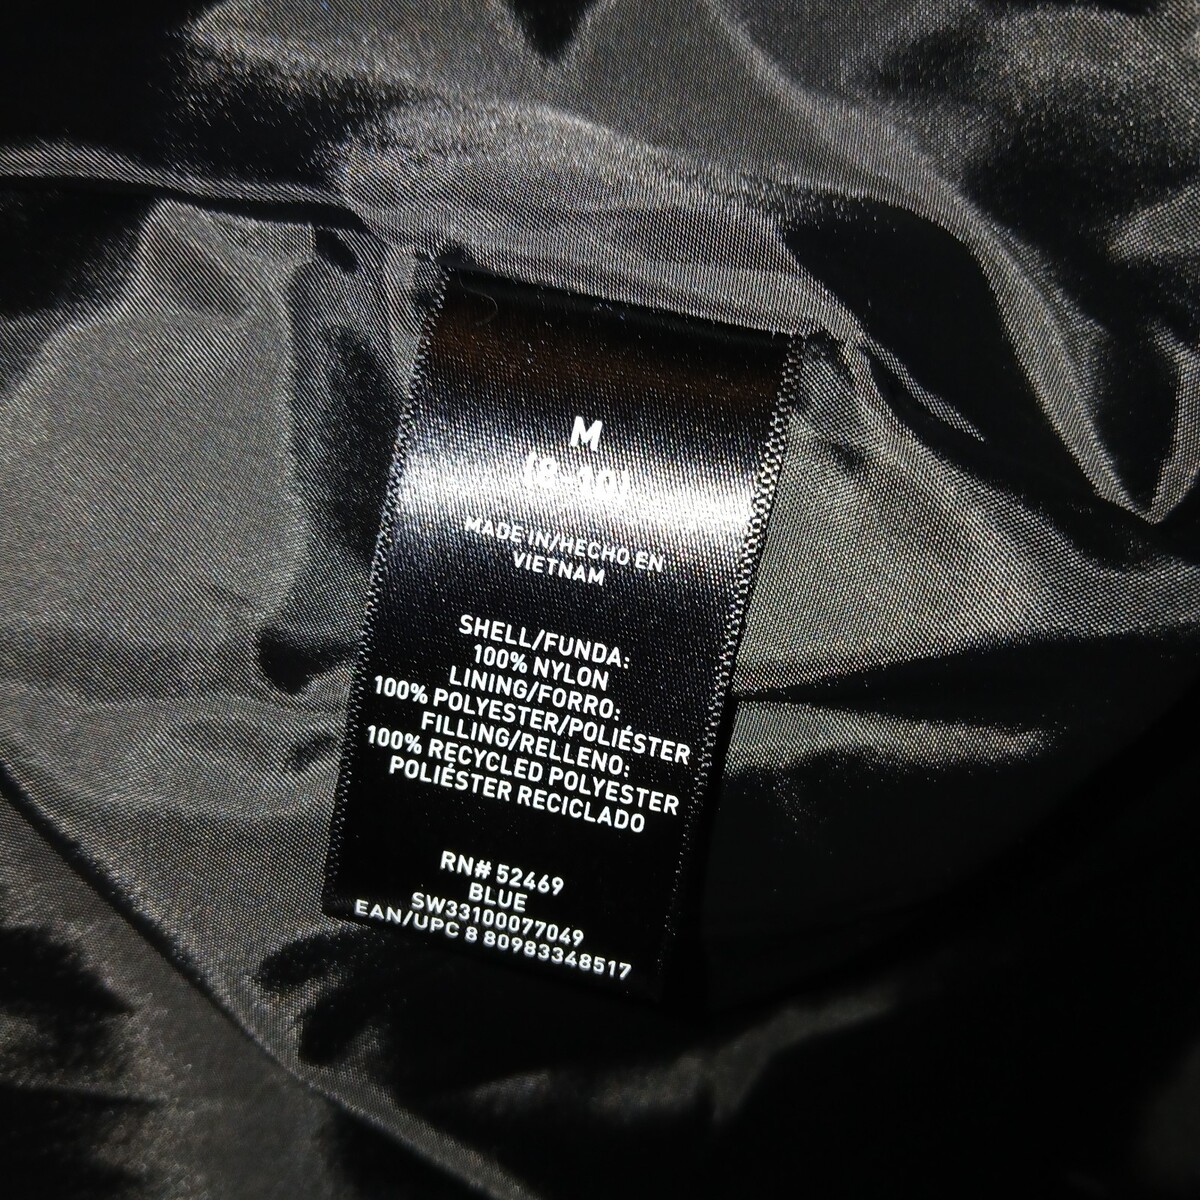 M
(8-10)
MADE IN/HECHO EN
VIETNAM
SHELL/FUNDA:
100% NYLON
LINING/FORRO:
100% POLYESTER/POLIÉSTER
FILLING/RELLENO:
100% RECYCLED POLYESTER
POLIÉSTER RECICLADO
RN# 52469
BLUE
SW33100077049
EAN/UPC 8 80983348517